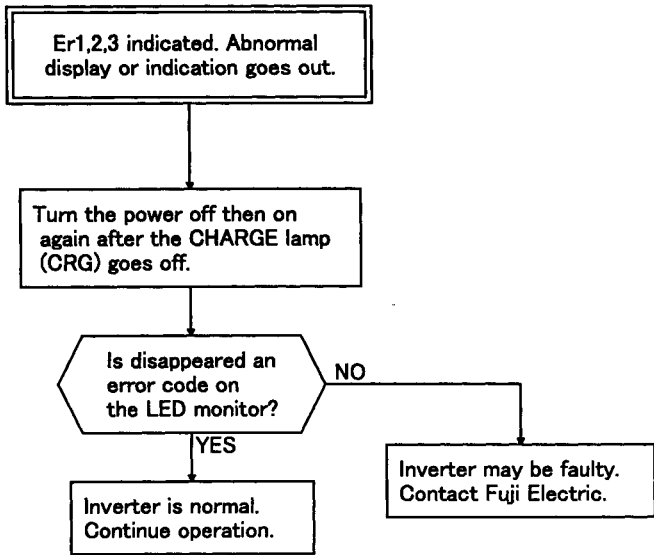 Er1,2,3 indicated. Abnormal
display or indication goes out.
Turn the power off then on
again after the CHARGE lamp
(CRG) goes off.
Is disappeared an
error code on
the LED monitor?
NO
YES
Inverter may be faulty.
Contact Fuji Electric.
Inverter is normal.
Continue operation.